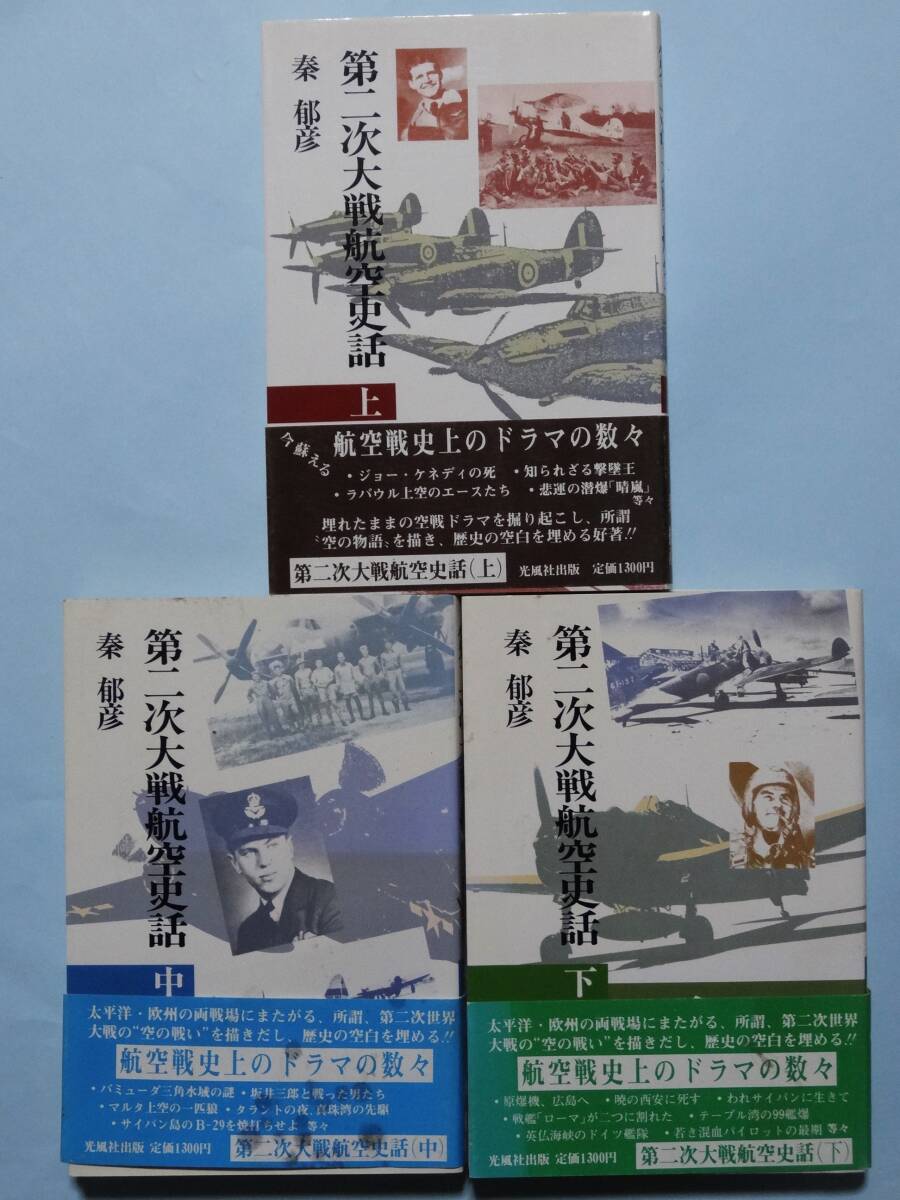 第二次大戦航空史話
秦 郁彦
上
今蘇える
航空戦史上のドラマの数々
・ジョー・ケネディの死 ・知られざる撃墜王
・ラバウル上空のエースたち ・悲運の潜爆「晴嵐」等々
埋れたままの空戦ドラマを掘り起こし、所謂
〝空の物語〟を描き、歴史の空白を埋める好著!!
第二次大戦航空史話(上)
光風社出版 定価1300円
第二次大戦航空史話
秦 郁彦
中
太平洋・欧州の両戦場にまたがる、所謂、第二次世界
大戦の“空の戦い”を描きだし、歴史の空白を埋める!!
航空戦史上のドラマの数々
・バミューダ三角水域の謎 ・坂井三郎と戦った男たち
・マルタ上空の一匹狼 ・タラントの夜、真珠湾の先駆
・サイパン島のB-29を焼打ちせよ 等々
光風社出版 定価1300円
第二次大戦航空史話(中)
第二次大戦航空史話
秦 郁彦
下
太平洋・欧州の両戦場にまたがる、所謂、第二次世界
大戦の“空の戦い”を描きだし、歴史の空白を埋める!!
航空戦史上のドラマの数々
・原爆機、広島へ ・暁の西安に死す ・われサイパンに生きて
・戦艦「ローマ」が二つに割れた ・テーブル湾の99艦爆
・英仏海峡のドイツ艦隊 ・若き混血パイロットの最期 等々
光風社出版 定価1300円
第二次大戦航空史話(下)